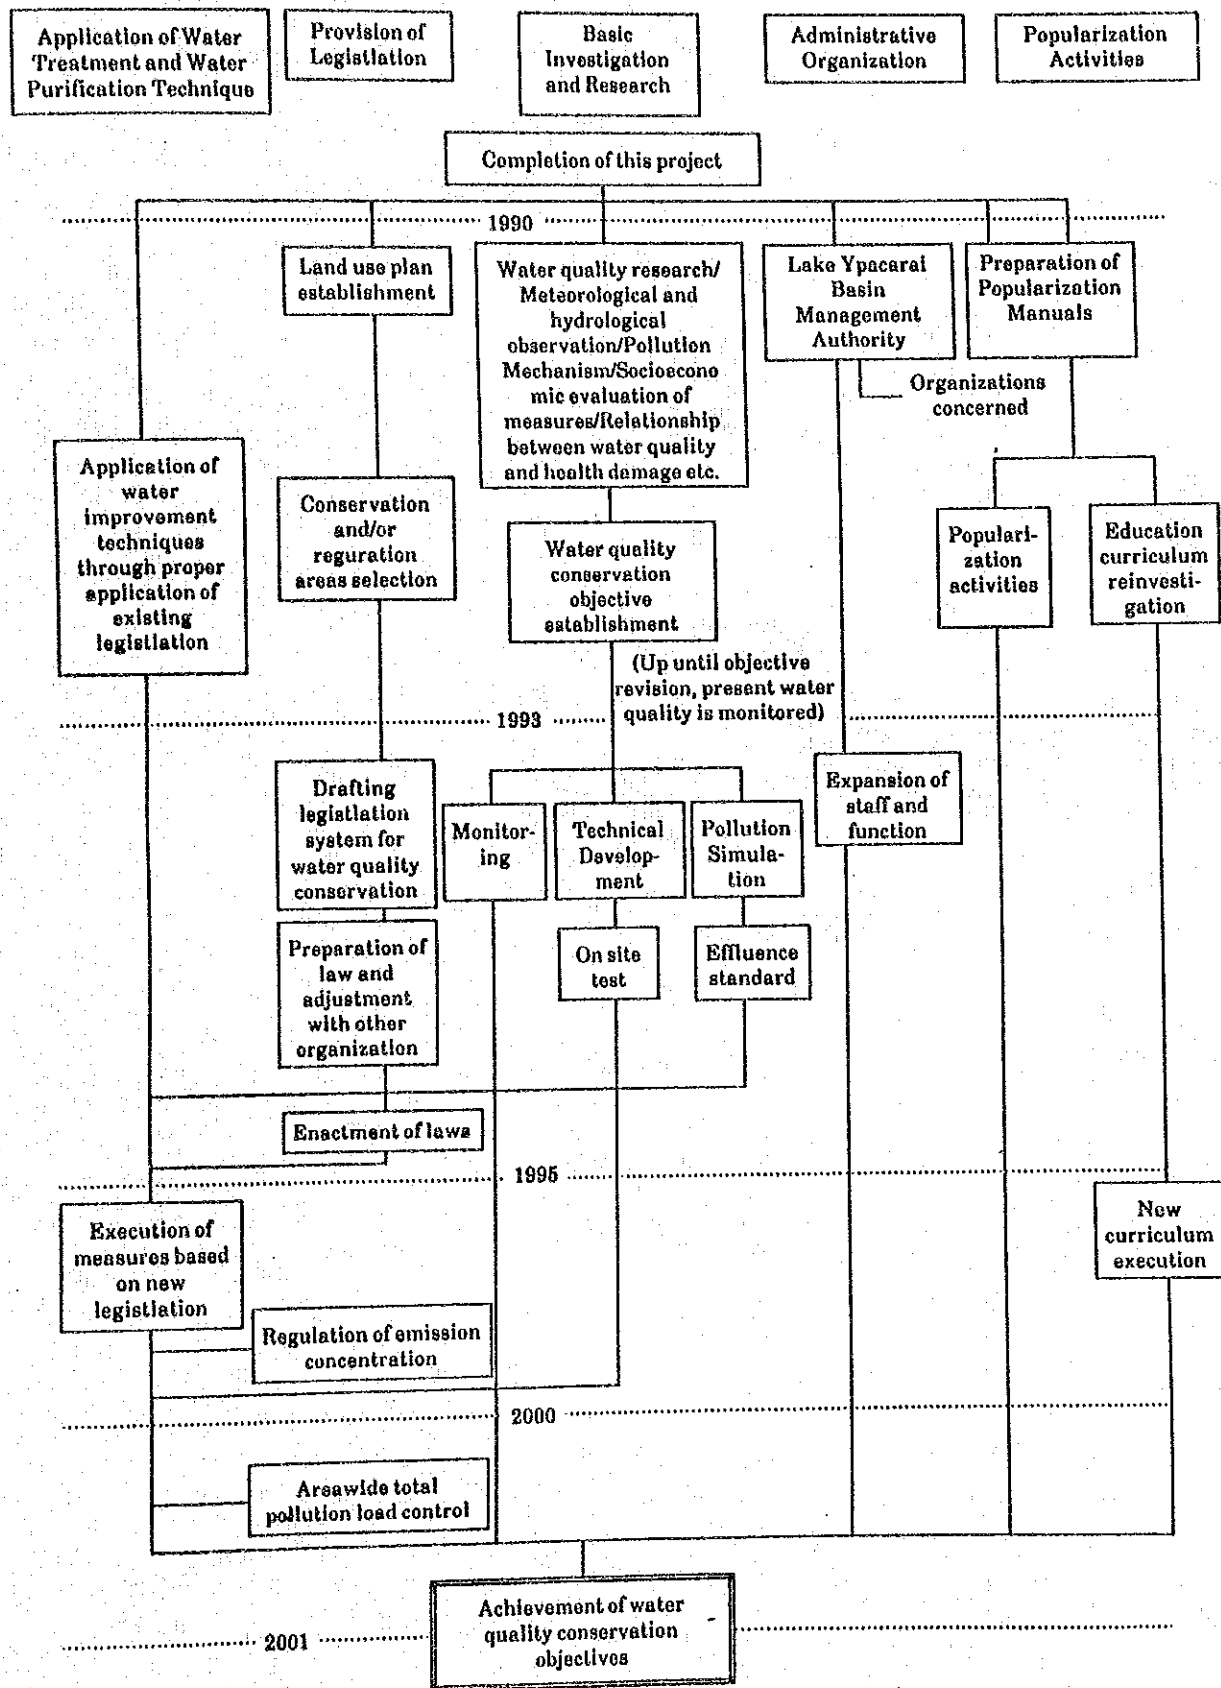 Application of Water
Treatment and Water
Purification Technique
Provision of
Legistlation
Basic
Investigation
and Research
Administrative
Organization
Popularization
Activities
Completion of this project
1990
Land use plan
establishment
Water quality research/
Meteorological and
hydrological
observation/Pollution
Mechanism/Socioecono
mic evaluation of
measures/Relationship
between water quality
and health damage etc.
Lake Ypacarai
Basin
Management
Authority
Preparation of
Popularization
Manuals
Organizations
concerned
Application of
water
improvement
techniques
through proper
application of
existing
legistlation
Conservation
and/or
reguration
areas selection
Water quality
conservation
objective
establishment
Populari-
zation
activities
Education
curriculum
reinvesti-
gation
(Up until objective
revision, present water
quality is monitored)
1993
Drafting
legistlation
system for
water quality
conservation
Monitor-
ing
Technical
Develop-
ment
Pollution
Simula-
tion
Expansion of
staff and
function
Preparation of
law and
adjustment
with other
organization
On site
test
Effluence
standard
Enactment of laws
1995
Execution of
measures based
on new
legistlation
New
curriculum
execution
Regulation of emission
concentration
2000
Areawide total
pollution load control
Achievement of water
quality conservation
objectives
2001